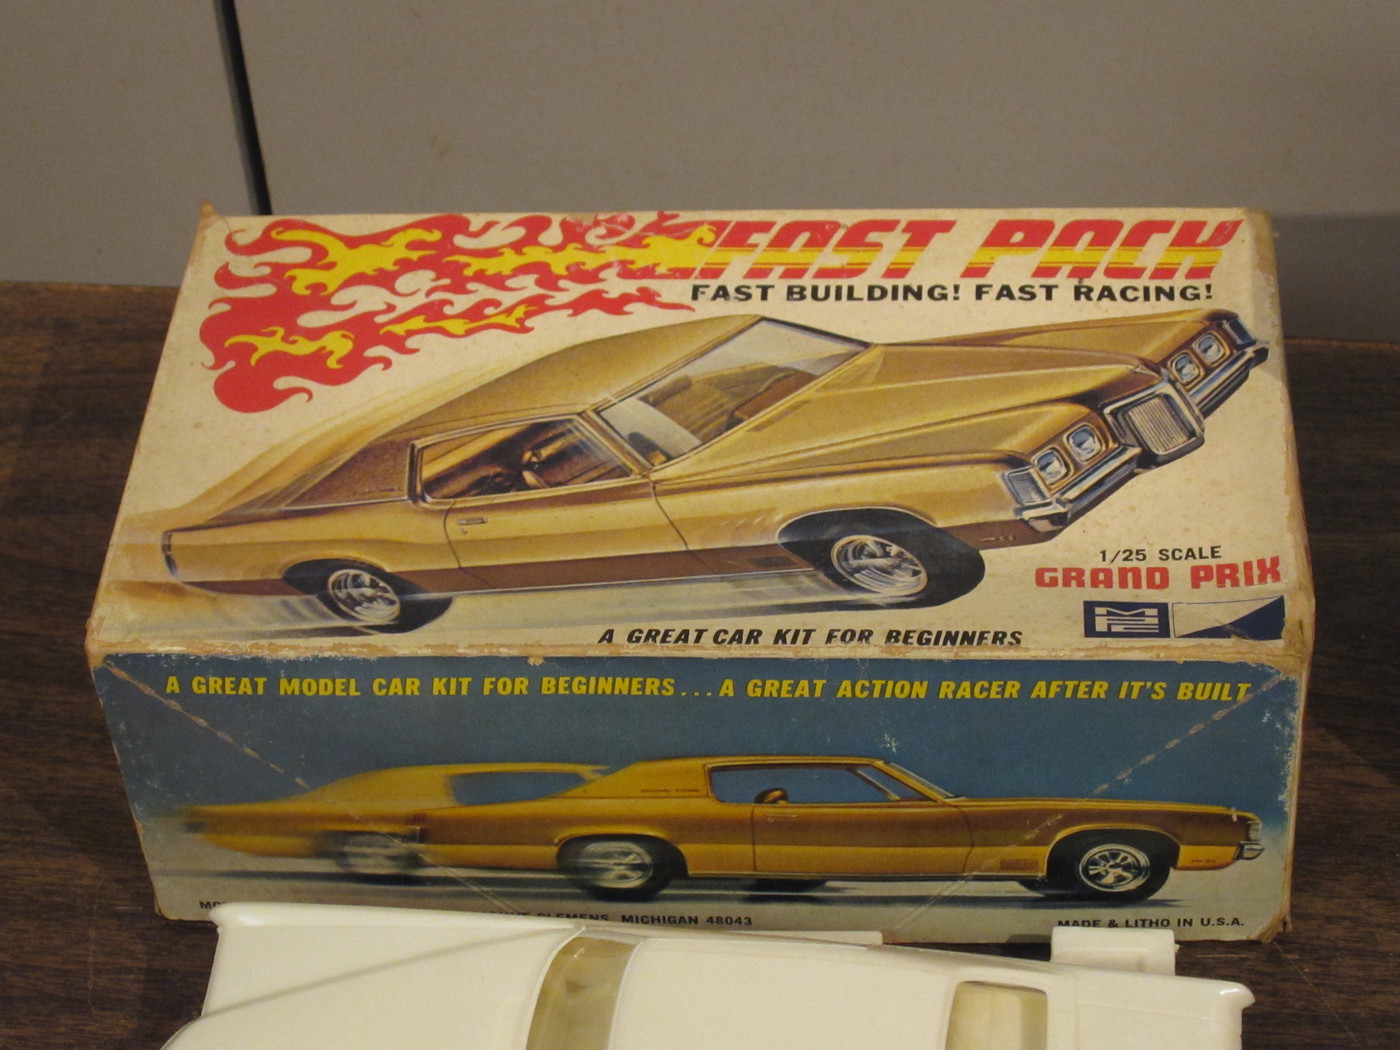 FAST PACK
FAST BUILDING! FAST RACING!
1/25 SCALE
GRAND PRIX
MPC
A GREAT CAR KIT FOR BEGINNERS
A GREAT MODEL CAR KIT FOR BEGINNERS...A GREAT ACTION RACER AFTER IT'S BUILT
CLEMENS, MICHIGAN 48043
MADE & LITHO IN U.S.A.